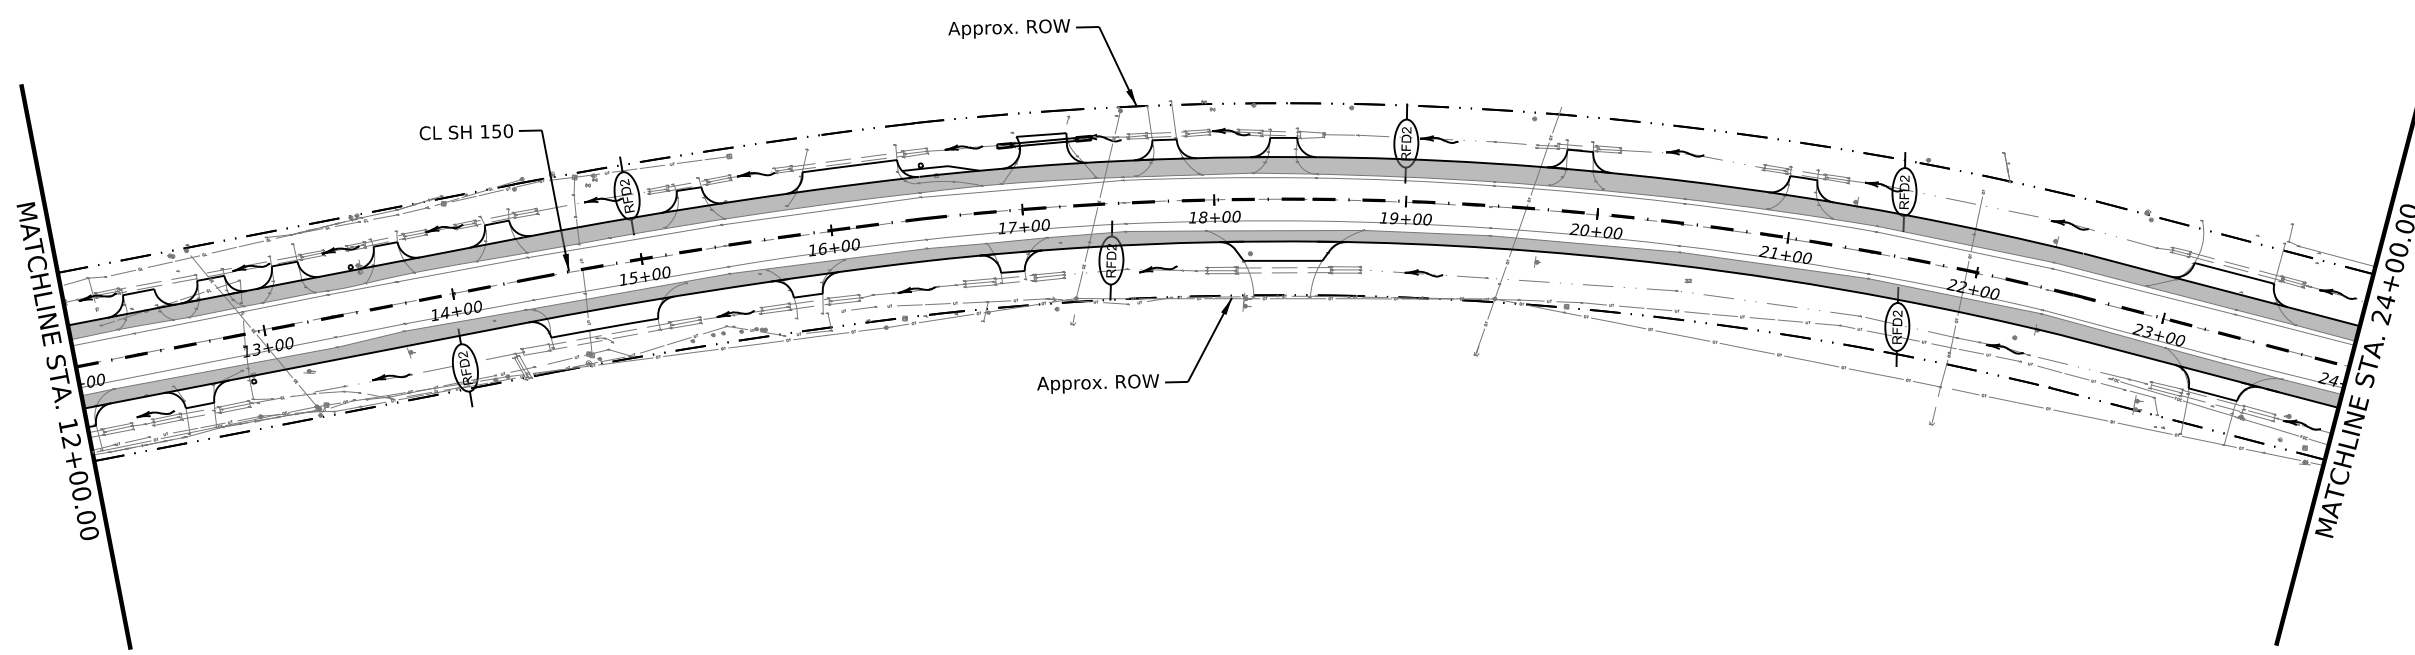 Approx. ROW
CL SH 150
MATCHLINE STA. 12+00.00
RFD2
RFD2
RFD2
RFD2
RFD2
RFD2
-00
13+00
14+00
15+00
16+00
17+00
18+00
19+00
20+00
21+00
22+00
23+00
24
MATCHLINE STA. 24+00.00
Approx. ROW